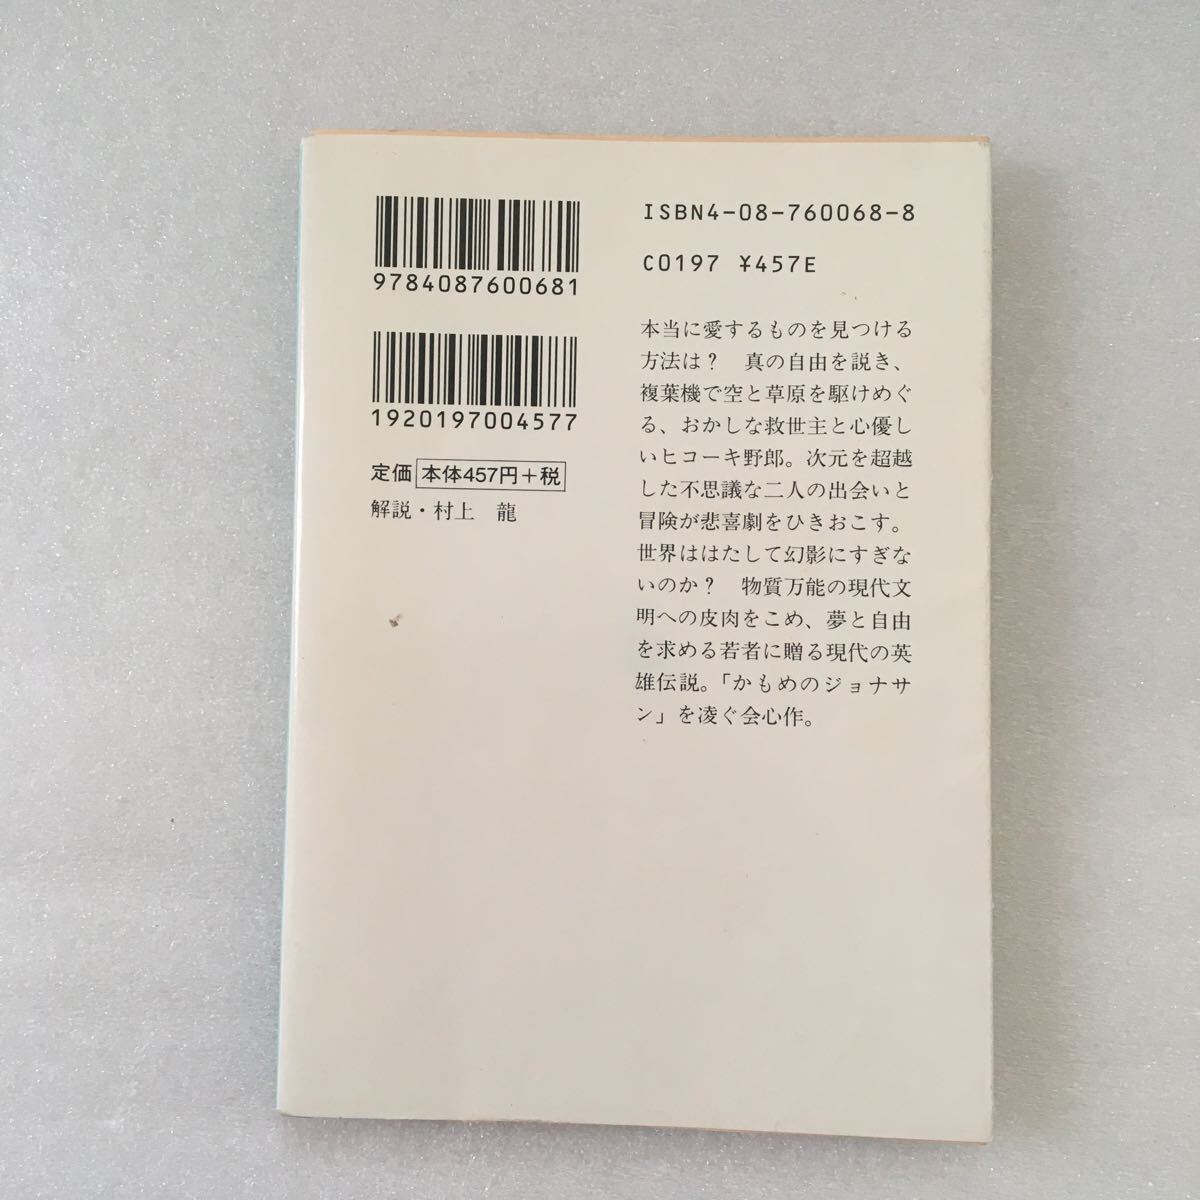 9784087600681
1920197004577
定価 本体457円+税
解説・村上　龍
ISBN4-08-760068-8
C0197 ¥457E
本当に愛するものを見つける
方法は？　真の自由を説き、
複葉機で空と草原を駆けめぐ
る、おかしな救世主と心優し
いヒコーキ野郎。次元を超越
した不思議な二人の出会いと
冒険が悲喜劇をひきおこす。
世界ははたして幻影にすぎな
いのか？　物質万能の現代文
明への皮肉をこめ、夢と自由
を求める若者に贈る現代の英
雄伝説。「かもめのジョナサ
ン」を凌ぐ会心作。